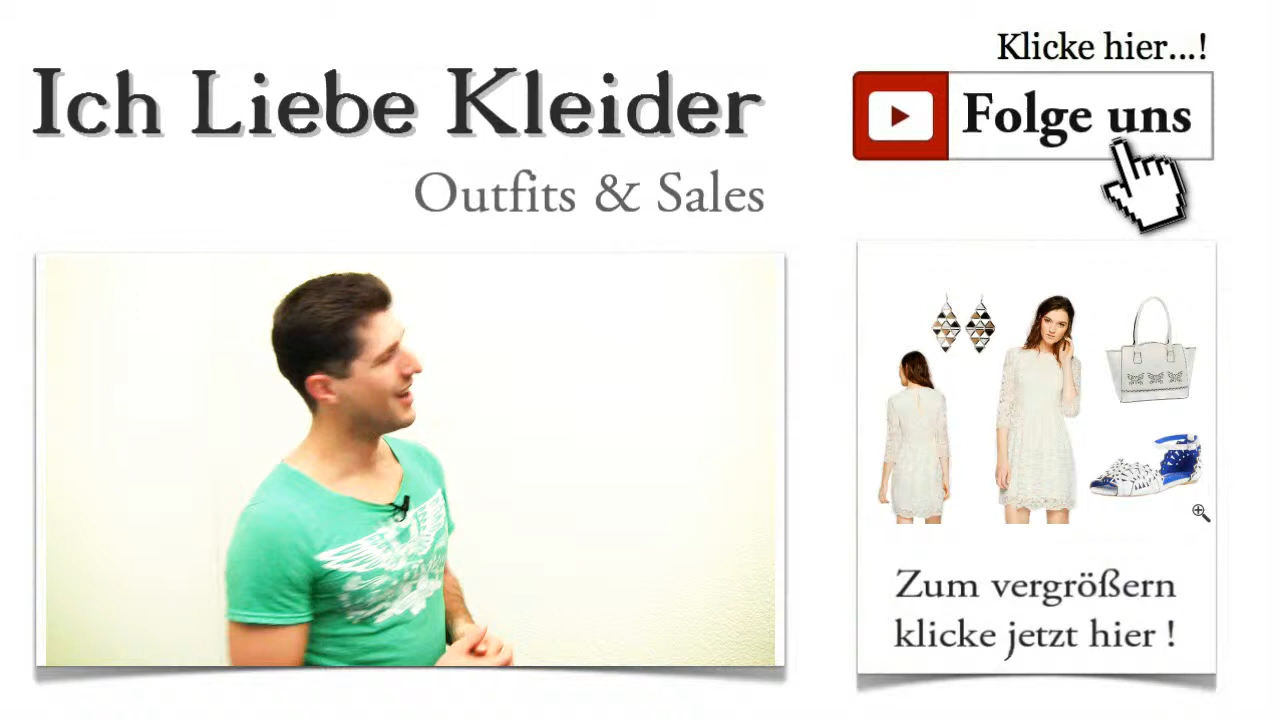 Ich Liebe Kleider
Outfits & Sales
Klicke hier...!
Folge uns
Zum vergrößern
klicke jetzt hier !